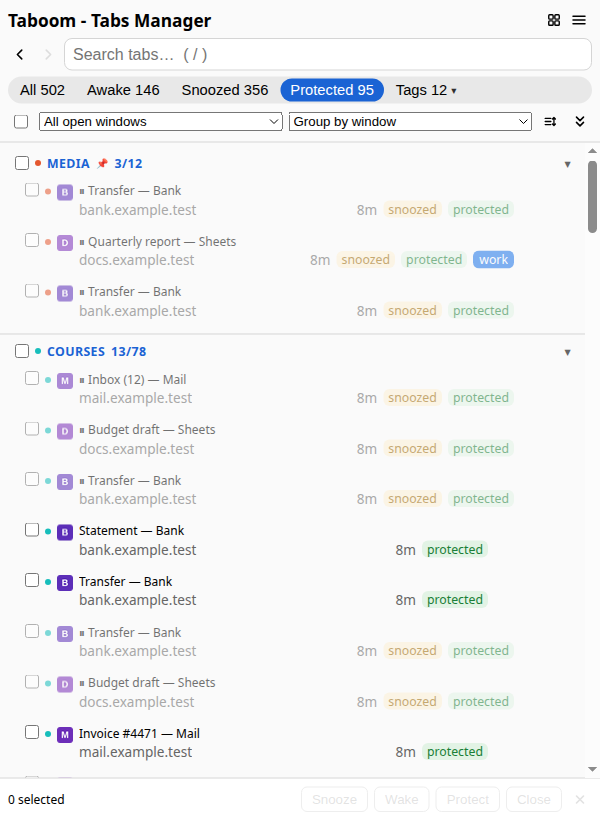 Taboom - Tabs Manager
Search tabs… ( / )
All 502 Awake 146 Snoozed 356 Protected 95 Tags 12 ▾
All open windows Group by window
MEDIA 📌 3/12 ▼
B Transfer — Bank
bank.example.test 8m snoozed protected
D Quarterly report — Sheets
docs.example.test 8m snoozed protected work
B Transfer — Bank
bank.example.test 8m snoozed protected
COURSES 13/78 ▼
M Inbox (12) — Mail
mail.example.test 8m snoozed protected
D Budget draft — Sheets
docs.example.test 8m snoozed protected
B Transfer — Bank
bank.example.test 8m snoozed protected
B Statement — Bank
bank.example.test 8m protected
B Transfer — Bank
bank.example.test 8m protected
B Transfer — Bank
bank.example.test 8m snoozed protected
D Budget draft — Sheets
docs.example.test 8m snoozed protected
M Invoice #4471 — Mail
mail.example.test 8m protected
0 selected Snooze Wake Protect Close ✕